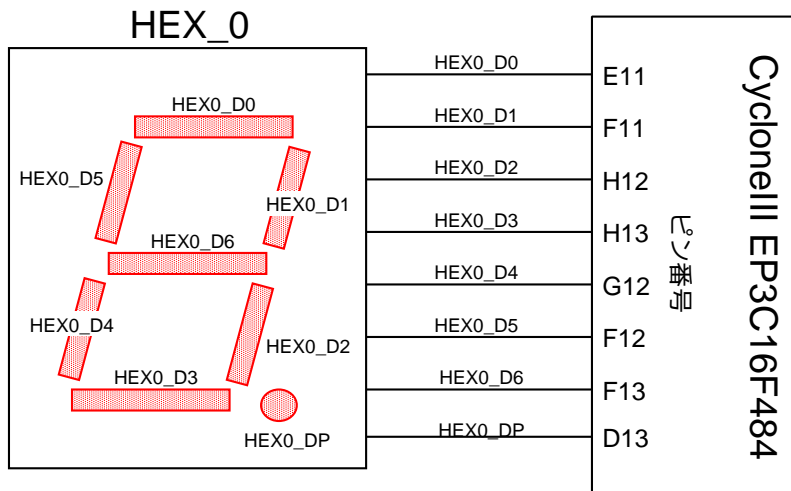 HEX_0
HEX0_D0
HEX0_D5
HEX0_D1
HEX0_D6
HEX0_D4
HEX0_D2
HEX0_D3
HEX0_DP
HEX0_D0 E11
HEX0_D1 F11
HEX0_D2 H12
HEX0_D3 H13
HEX0_D4 G12
HEX0_D5 F12
HEX0_D6 F13
HEX0_DP D13
ピン番号
CycloneIII EP3C16F484